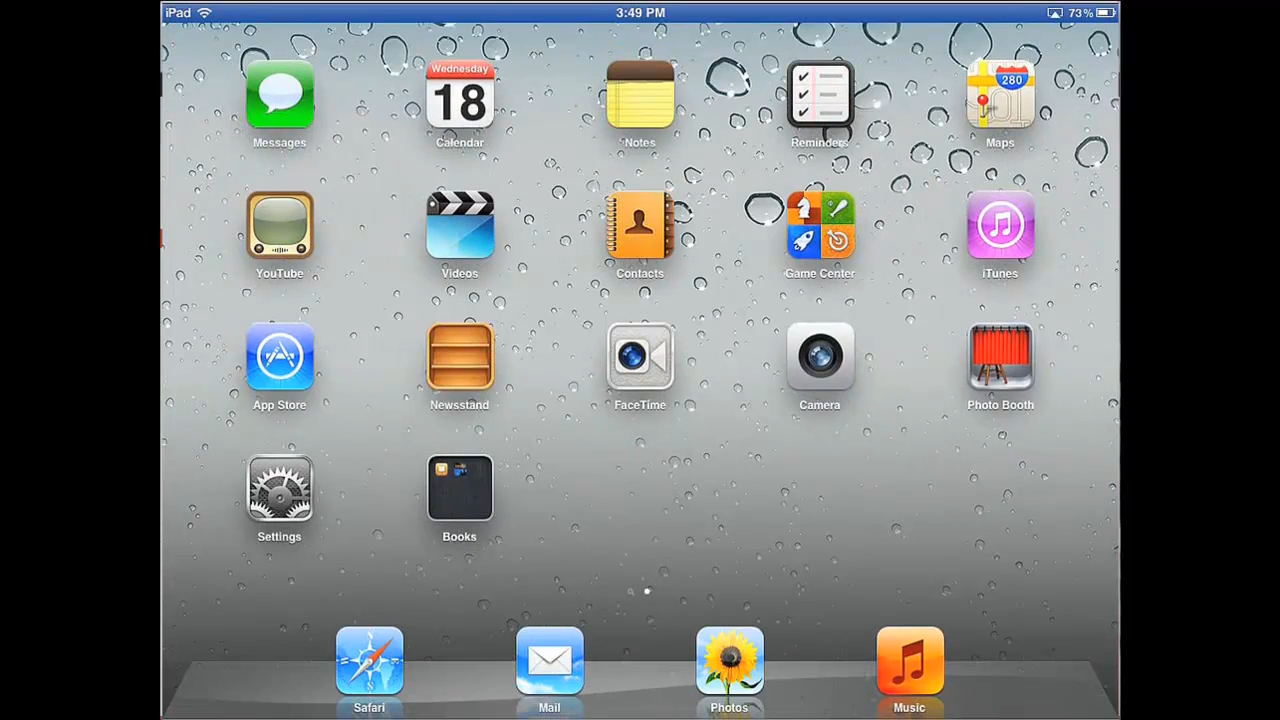 iPad 3:49 PM 73%
Wednesday
18
280
Messages Calendar Notes Reminders Maps
YouTube Videos Contacts Game Center iTunes
App Store Newsstand FaceTime Camera Photo Booth
Settings Books
N
Safari Mail Photos Music